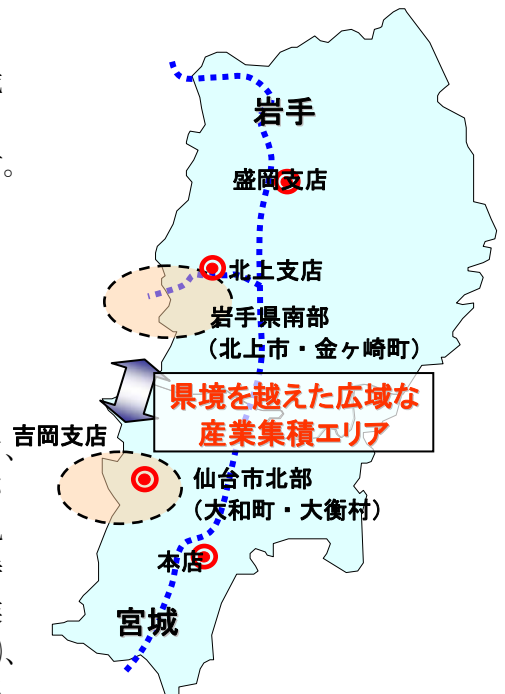 岩手
盛岡支店
北上支店
岩手県南部
（北上市・金ヶ崎町）
県境を越えた広域な
産業集積エリア
吉岡支店
仙台市北部
（大和町・大衡村）
本店
宮城